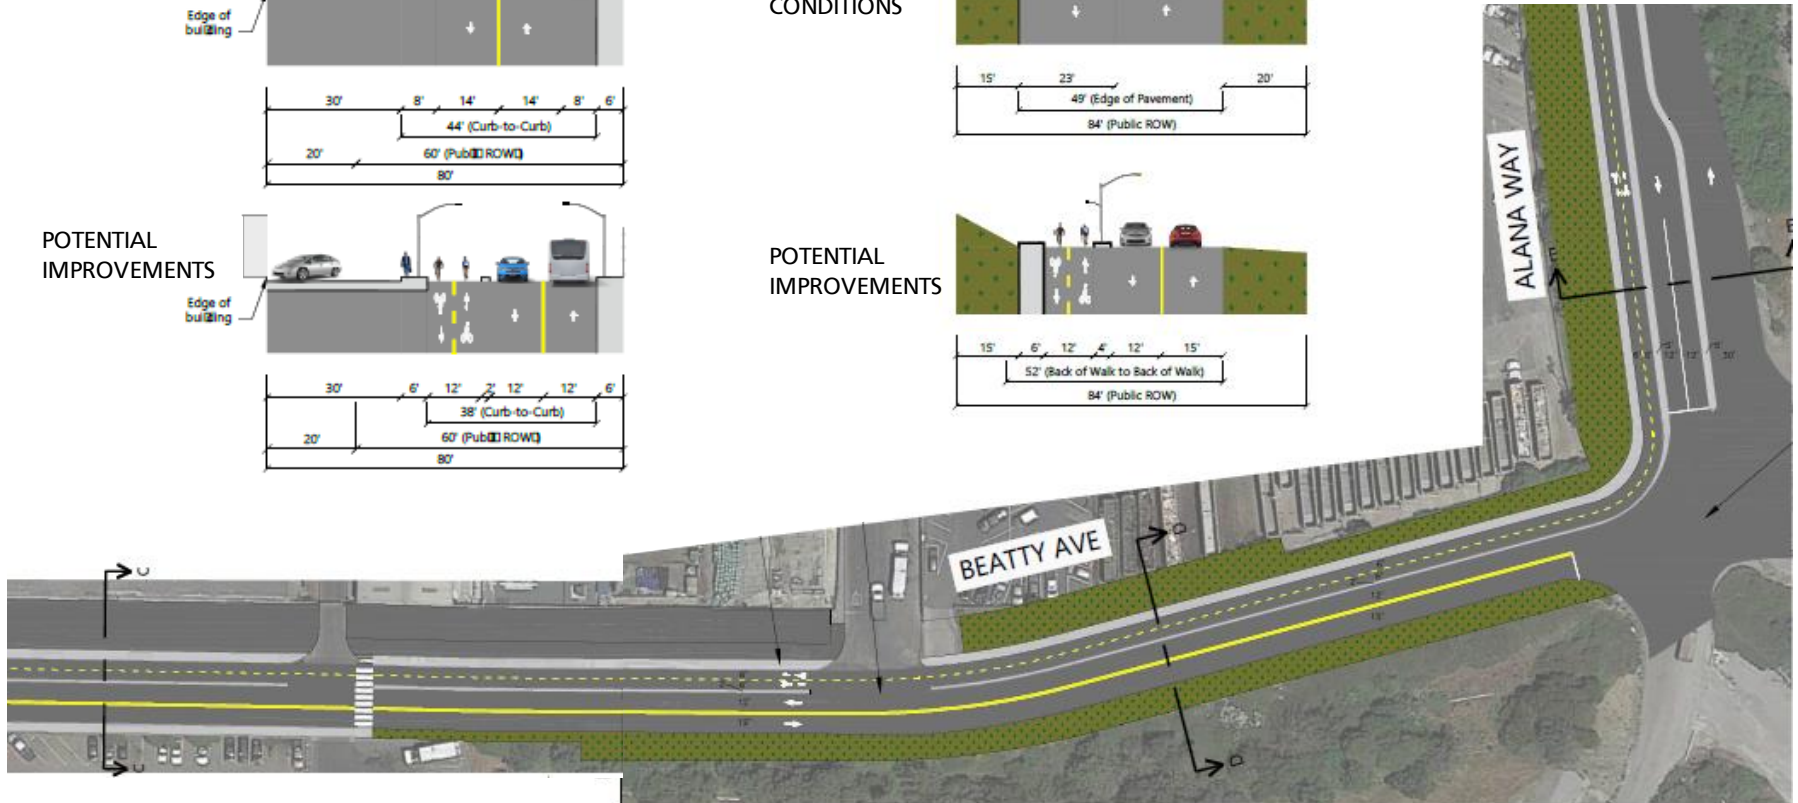 Edge of
CONDITIONS
30' 8' 14' 14' 8' 6'
44' (Curb-to-Curb)
20'
80'
15' 23' 20'
49' (Edge of Pavement)
84' (Public ROW)
POTENTIAL
IMPROVEMENTS
Edge of
30' 6' 12' 2' 12' 12' 6'
38' (Curb-to-Curb)
20'
80'
POTENTIAL
IMPROVEMENTS
15' 6' 12' 4' 12' 15'
52' (Back of Walk to Back of Walk)
84' (Public ROW)
ALANA WAY
E
E
BEATTY AVE
D
D
C
C
12'
15'